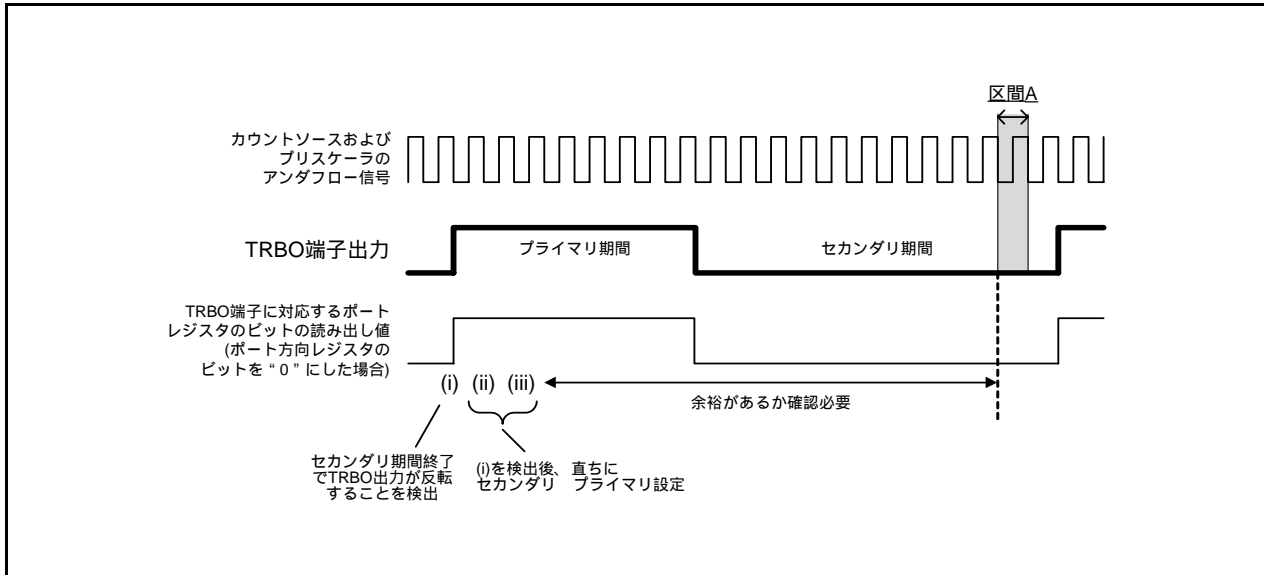 区間A
カウントソースおよび
プリスケーラの
アンダフロー信号
TRBO端子出力
プライマリ期間
セカンダリ期間
TRBO端子に対応するポート
レジスタのビットの読み出し値
(ポート方向レジスタの
ビットを“0”にした場合)
(i) (ii) (iii)
余裕があるか確認必要
セカンダリ期間終了
でTRBO出力が反転
することを検出
(i)を検出後、直ちに
セカンダリ プライマリ設定